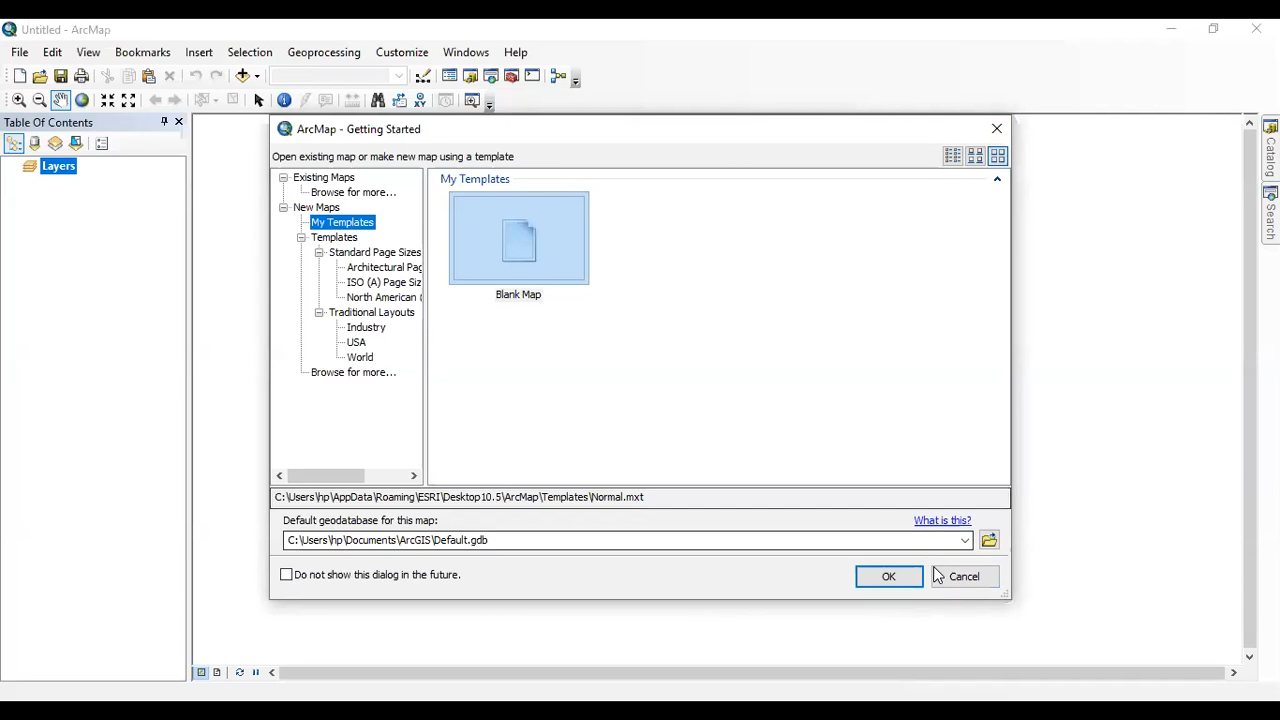 Untitled - ArcMap
File Edit View Bookmarks Insert Selection Geoprocessing Customize Windows Help
Table Of Contents
Layers
ArcMap - Getting Started
Open existing map or make new map using a template
Existing Maps
Browse for more...
New Maps
My Templates
Templates
Standard Page Sizes
Architectural Pag
ISO (A) Page Siz
North American (
Traditional Layouts
Industry
USA
World
Browse for more...
My Templates
Blank Map
C:\Users\hp\AppData\Roaming\ESRI\Desktop10.5\ArcMap\Templates\Normal.mxt
Default geodatabase for this map:
What is this?
C:\Users\hp\Documents\ArcGIS\Default.gdb
Do not show this dialog in the future.
OK
Cancel
Catalog
Search